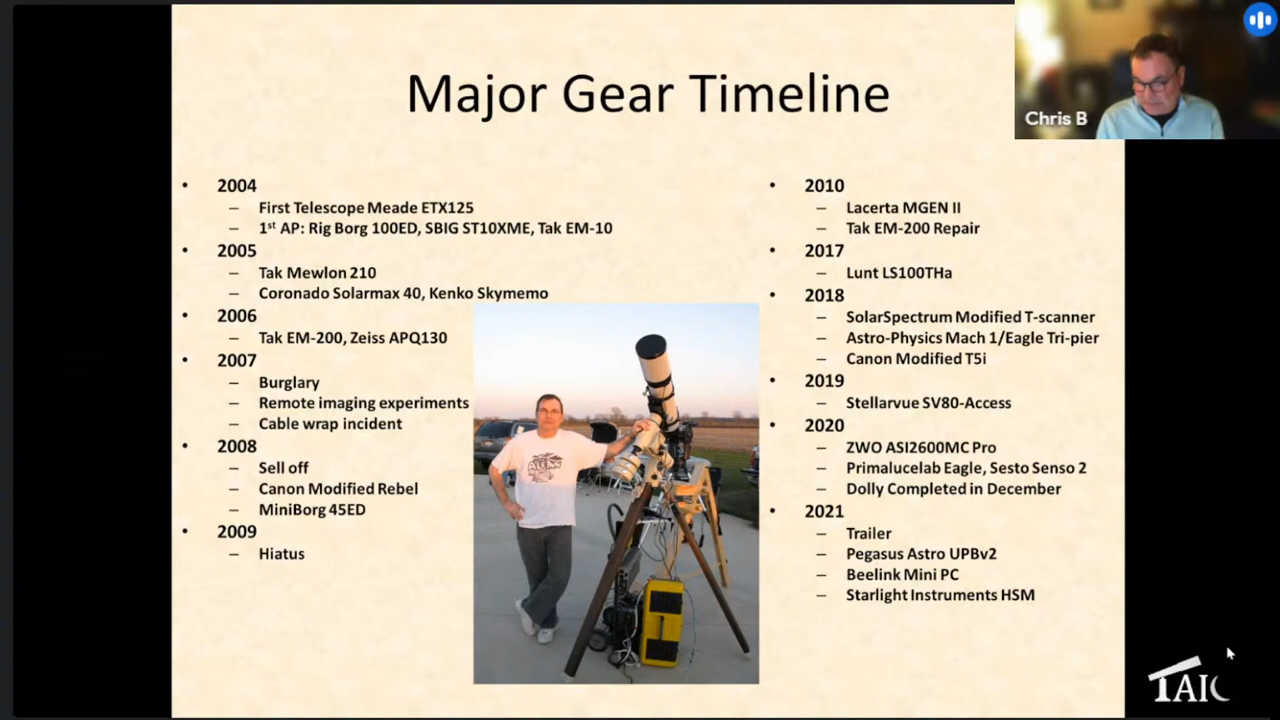 Major Gear Timeline
Chris B
• 2004
– First Telescope Meade ETX125
– 1st AP: Rig Borg 100ED, SBIG ST10XME, Tak EM-10
• 2005
– Tak Mewlon 210
– Coronado Solarmax 40, Kenko Skymemo
• 2006
– Tak EM-200, Zeiss APQ130
• 2007
– Burglary
– Remote imaging experiments
– Cable wrap incident
• 2008
– Sell off
– Canon Modified Rebel
– MiniBorg 45ED
• 2009
– Hiatus
• 2010
– Lacerta MGEN II
– Tak EM-200 Repair
• 2017
– Lunt LS100THa
• 2018
– SolarSpectrum Modified T-scanner
– Astro-Physics Mach 1/Eagle Tri-pier
– Canon Modified T5i
• 2019
– Stellarvue SV80-Access
• 2020
– ZWO ASI2600MC Pro
– Primalucelab Eagle, Sesto Senso 2
– Dolly Completed in December
• 2021
– Trailer
– Pegasus Astro UPBv2
– Beelink Mini PC
– Starlight Instruments HSM
TAIC